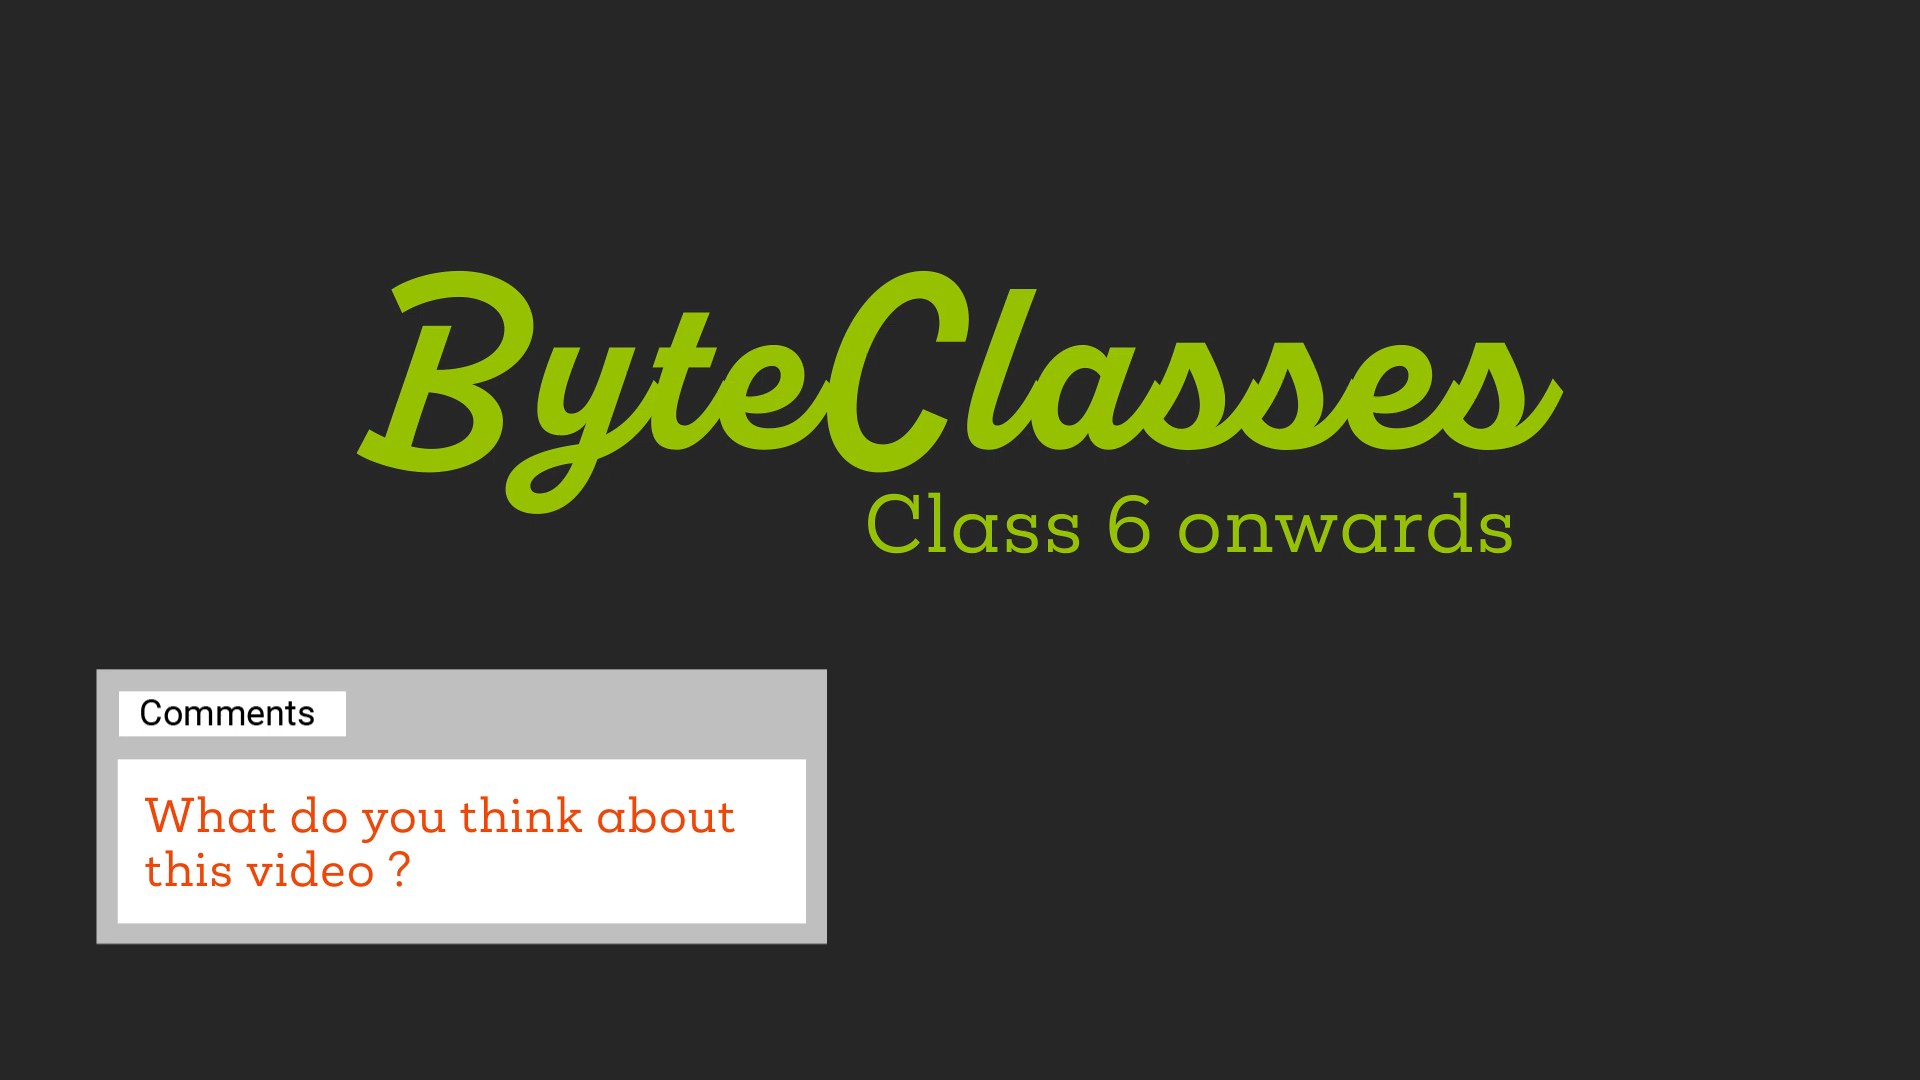 ByteClasses
Class 6 onwards
Comments
What do you think about
this video ?